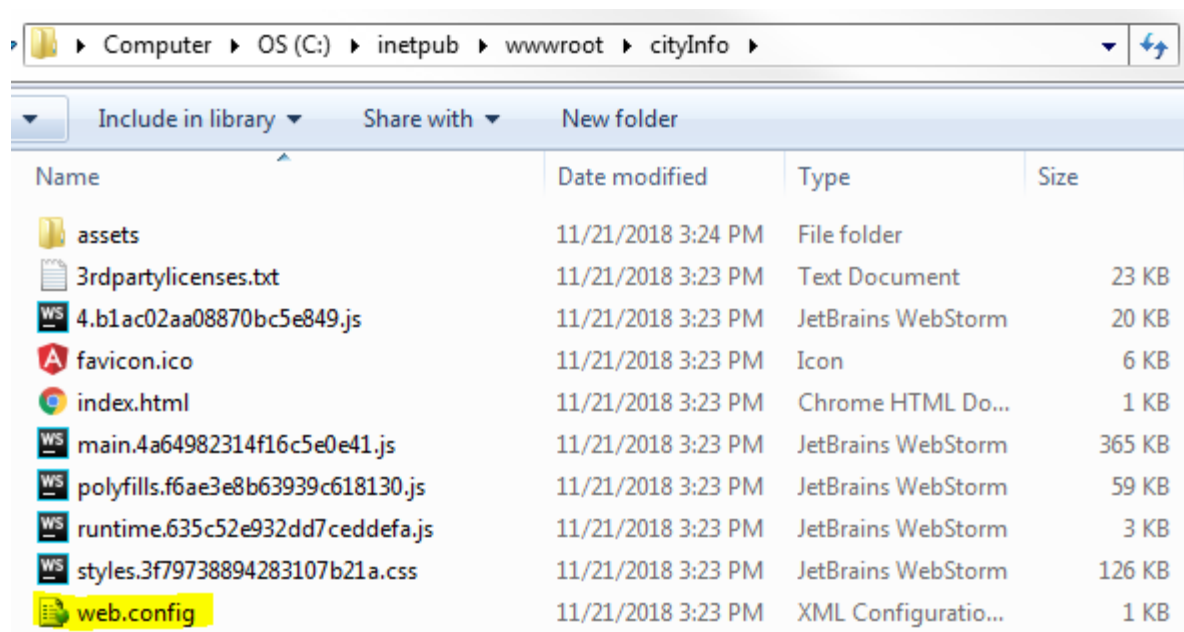 Computer OS (C:) inetpub wwwroot cityInfo
Include in library Share with New folder
Name Date modified Type Size
assets 11/21/2018 3:24 PM File folder
3rdpartylicenses.txt 11/21/2018 3:23 PM Text Document 23 KB
WS 4.b1ac02aa08870bc5e849.js 11/21/2018 3:23 PM JetBrains WebStorm 20 KB
A favicon.ico 11/21/2018 3:23 PM Icon 6 KB
index.html 11/21/2018 3:23 PM Chrome HTML Do... 1 KB
WS main.4a64982314f16c5e0e41.js 11/21/2018 3:23 PM JetBrains WebStorm 365 KB
WS polyfills.f6ae3e8b63939c618130.js 11/21/2018 3:23 PM JetBrains WebStorm 59 KB
WS runtime.635c52e932dd7ceddefa.js 11/21/2018 3:23 PM JetBrains WebStorm 3 KB
WS styles.3f79738894283107b21a.css 11/21/2018 3:23 PM JetBrains WebStorm 126 KB
web.config 11/21/2018 3:23 PM XML Configuratio... 1 KB